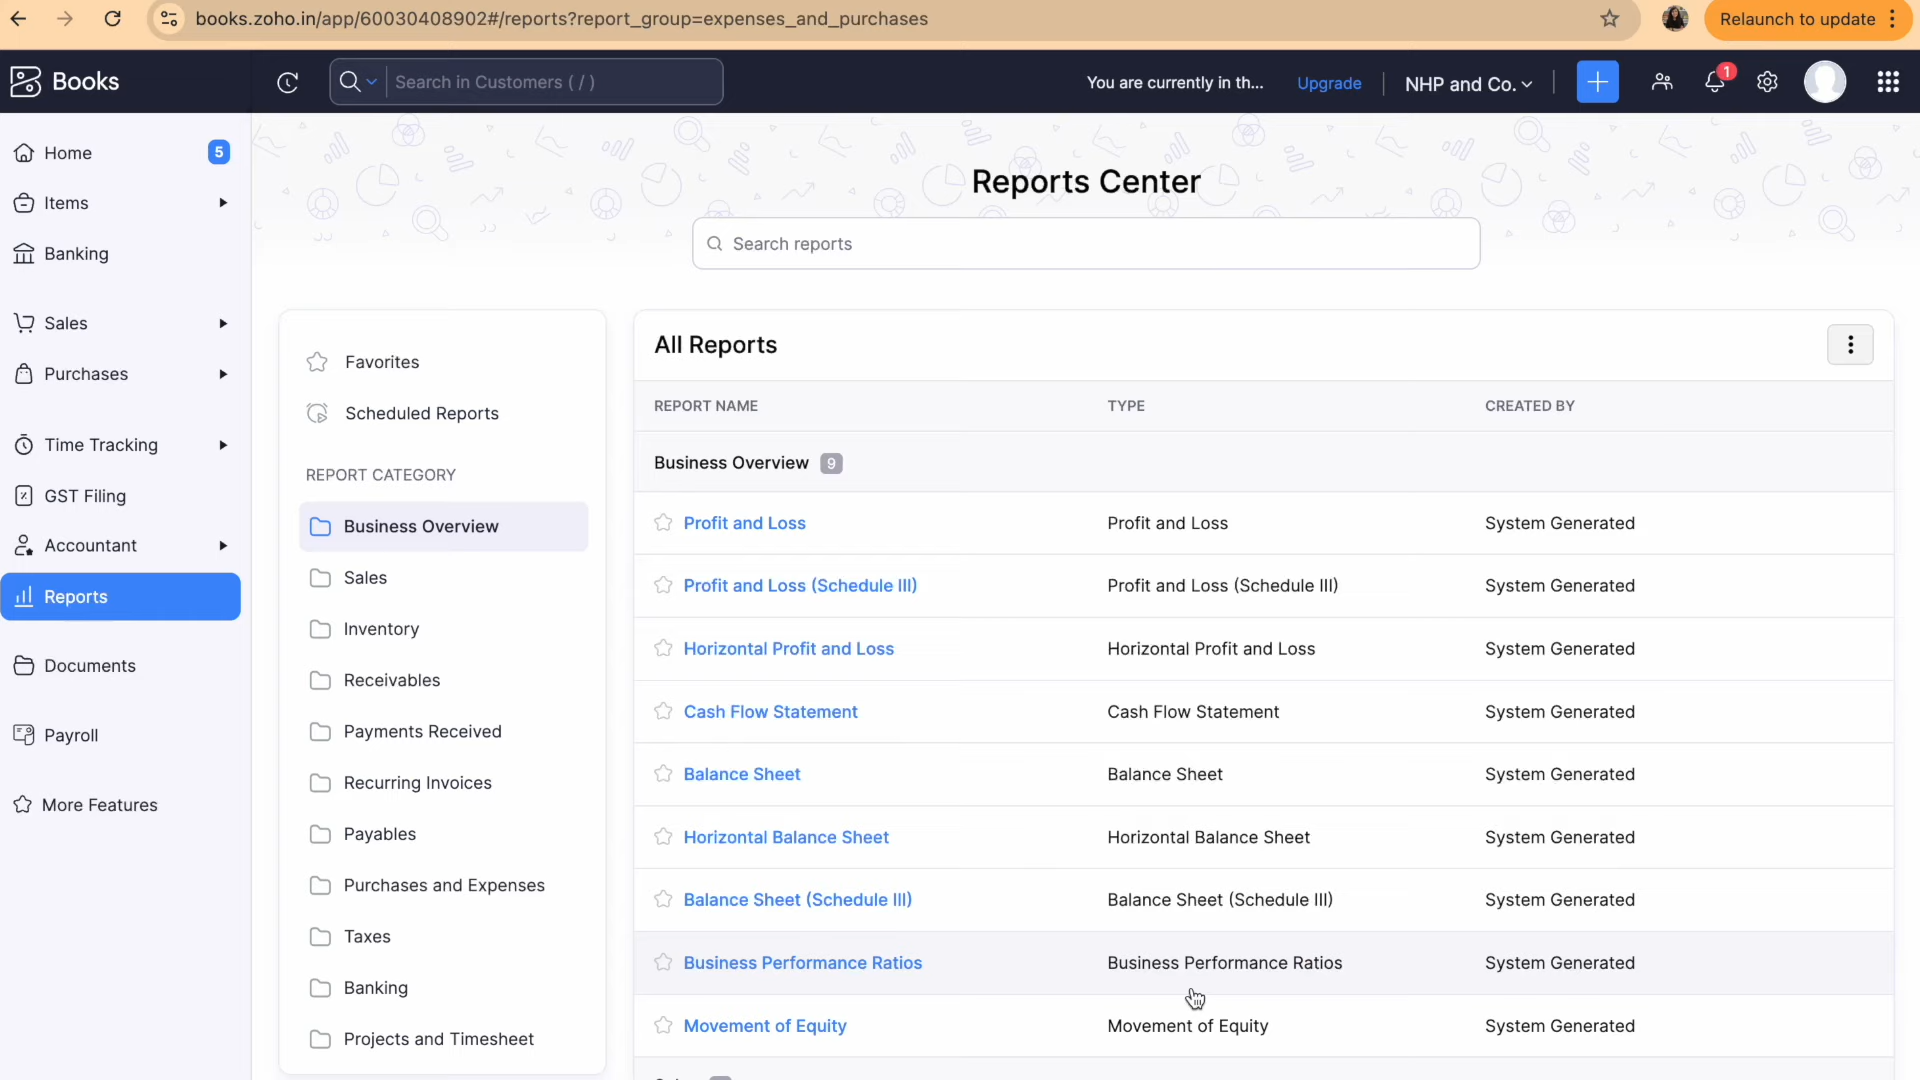 books.zoho.in/app/60030408902#/reports?report_group=expenses_and_purchases
Relaunch to update
Books
Search in Customers ( / )
You are currently in th...
Upgrade
NHP and Co.
1
Home
5
Items
Banking
Sales
Purchases
Time Tracking
GST Filing
Accountant
Reports
Documents
Payroll
More Features
Reports Center
Search reports
Favorites
Scheduled Reports
REPORT CATEGORY
Business Overview
Sales
Inventory
Receivables
Payments Received
Recurring Invoices
Payables
Purchases and Expenses
Taxes
Banking
Projects and Timesheet
All Reports
REPORT NAME TYPE CREATED BY
Business Overview 9
Profit and Loss Profit and Loss System Generated
Profit and Loss (Schedule III) Profit and Loss (Schedule III) System Generated
Horizontal Profit and Loss Horizontal Profit and Loss System Generated
Cash Flow Statement Cash Flow Statement System Generated
Balance Sheet Balance Sheet System Generated
Horizontal Balance Sheet Horizontal Balance Sheet System Generated
Balance Sheet (Schedule III) Balance Sheet (Schedule III) System Generated
Business Performance Ratios Business Performance Ratios System Generated
Movement of Equity Movement of Equity System Generated